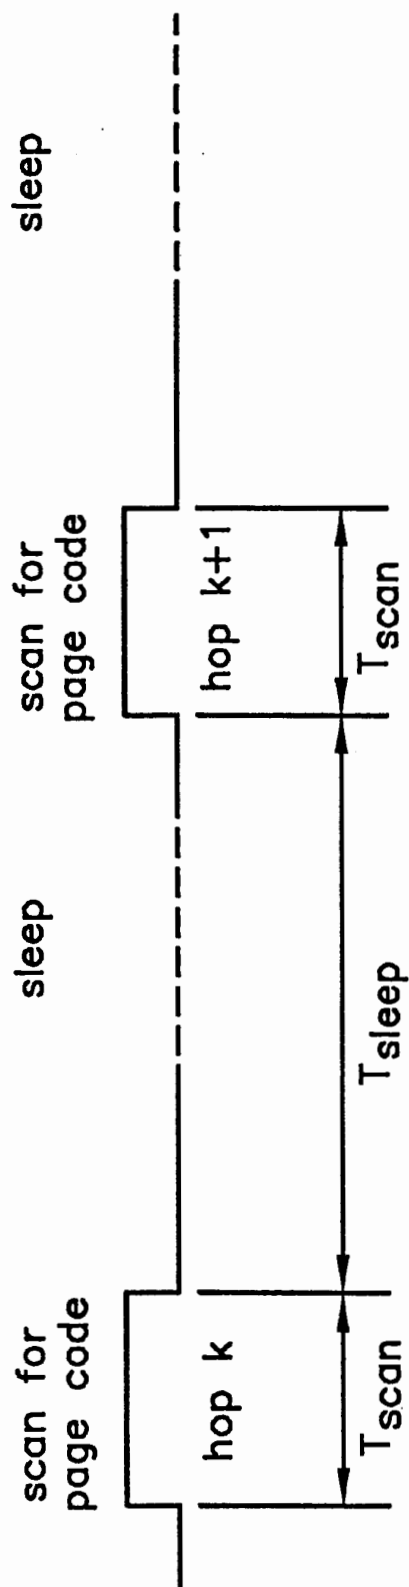 scan for
page code
sleep
scan for
page code
sleep
hop k
hop k+1
Tscan
Tsleep
Tscan